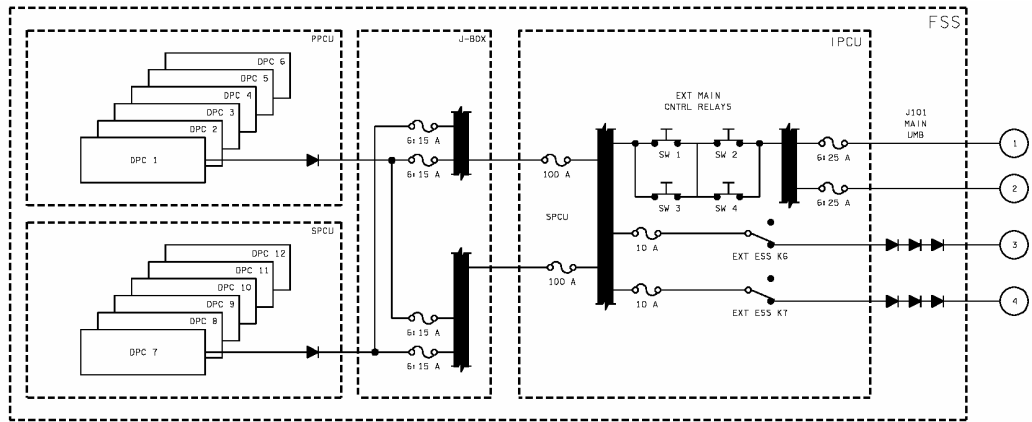 FSS
PPCU
DPC 6
DPC 5
DPC 4
DPC 3
DPC 2
DPC 1
J-BOX
6:15 A
6:15 A
100 A
IPCU
EXT MAIN
CNTRL RELAYS
SW 1
SW 2
SW 3
SW 4
6:25 A
6:25 A
J101
MAIN
UMB
1
2
SPCU
10 A
EXT ESS K6
3
SPCU
DPC 12
DPC 11
DPC 10
DPC 9
DPC 8
DPC 7
6:15 A
6:15 A
100 A
10 A
EXT ESS K7
4